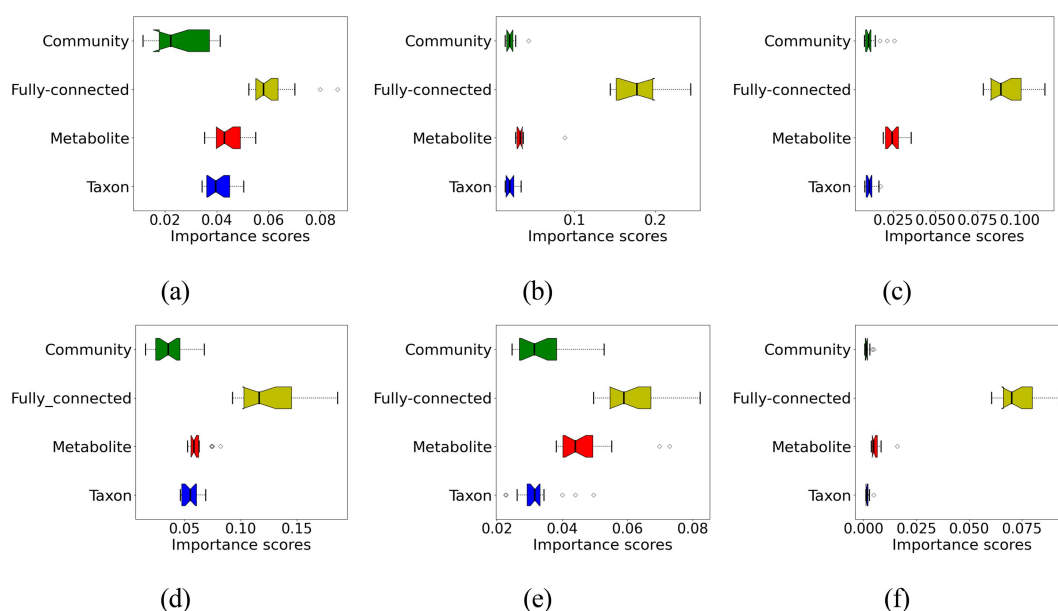 Community
Fully-connected
Metabolite
Taxon
0.02 0.04 0.06 0.08
Importance scores
(a)
Community
Fully-connected
Metabolite
Taxon
0.1 0.2
Importance scores
(b)
Community
Fully-connected
Metabolite
Taxon
0.025 0.050 0.075 0.100
Importance scores
(c)
Community
Fully_connected
Metabolite
Taxon
0.05 0.10 0.15
Importance scores
(d)
Community
Fully-connected
Metabolite
Taxon
0.02 0.04 0.06 0.08
Importance scores
(e)
Community
Fully-connected
Metabolite
Taxon
0.000 0.025 0.050 0.075
Importance scores
(f)